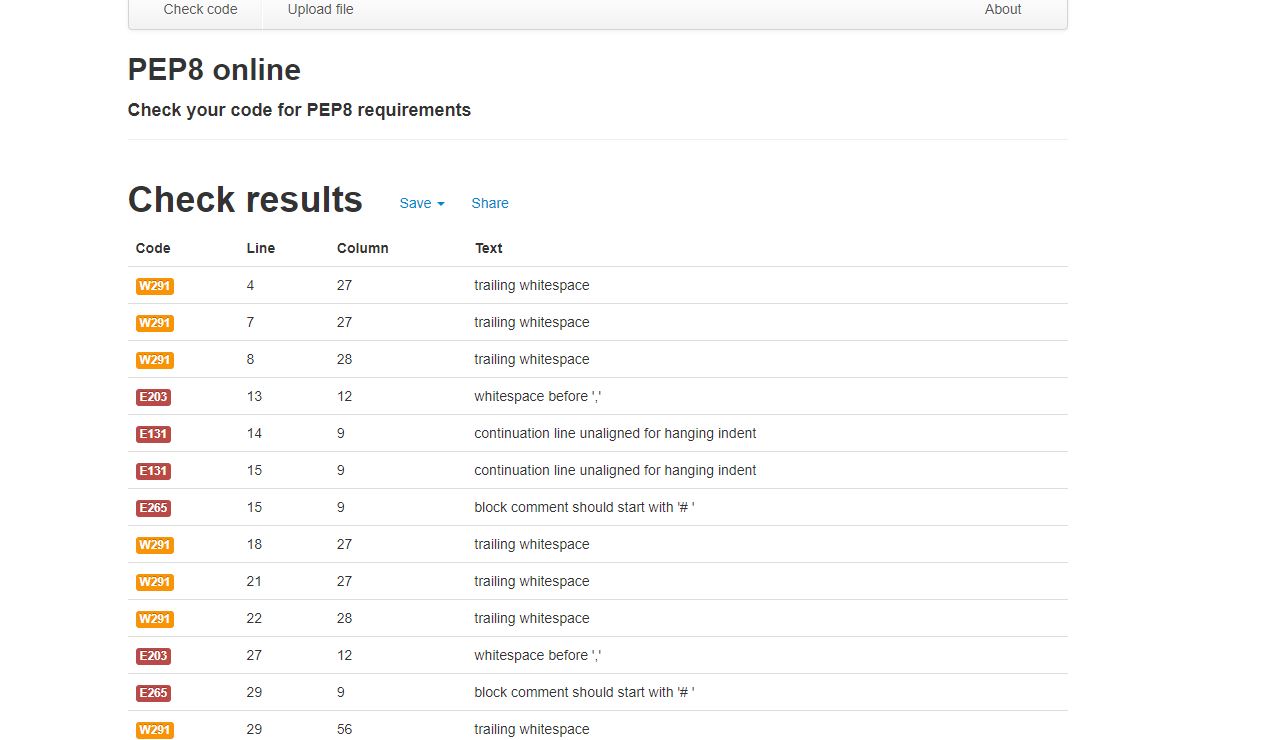 Check code Upload file About
PEP8 online
Check your code for PEP8 requirements
Check results Save Share
Code Line Column Text
W291 4 27 trailing whitespace
W291 7 27 trailing whitespace
W291 8 28 trailing whitespace
E203 13 12 whitespace before ','
E131 14 9 continuation line unaligned for hanging indent
E131 15 9 continuation line unaligned for hanging indent
E265 15 9 block comment should start with '# '
W291 18 27 trailing whitespace
W291 21 27 trailing whitespace
W291 22 28 trailing whitespace
E203 27 12 whitespace before ','
E265 29 9 block comment should start with '# '
W291 29 56 trailing whitespace